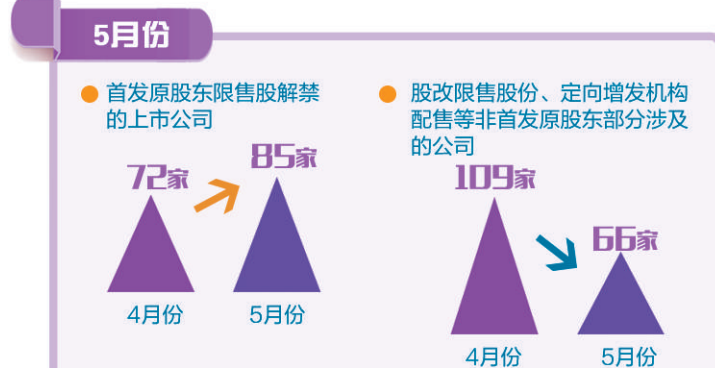 5月份
首发原股东限售股解禁
的上市公司
72家
85家
4月份
5月份
股改限售股份、定向增发机构
配售等非首发原股东部分涉及
的公司
109家
66家
4月份
5月份